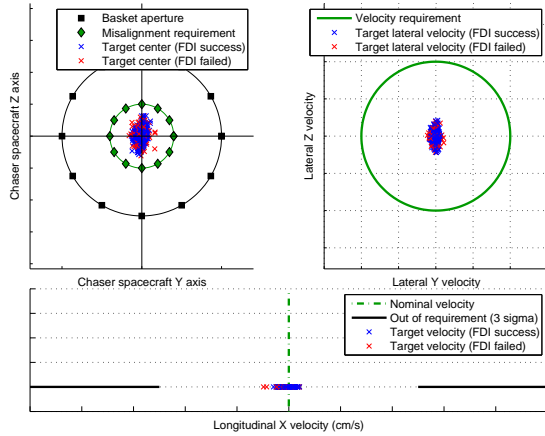 Basket aperture
Misalignment requirement
Target center (FDI success)
Target center (FDI failed)
Chaser spacecraft Z axis
Chaser spacecraft Y axis
Velocity requirement
Target lateral velocity (FDI success)
Target lateral velocity (FDI failed)
Lateral Z velocity
Lateral Y velocity
Nominal velocity
Out of requirement (3 sigma)
Target velocity (FDI success)
Target velocity (FDI failed)
Longitudinal X velocity (cm/s)